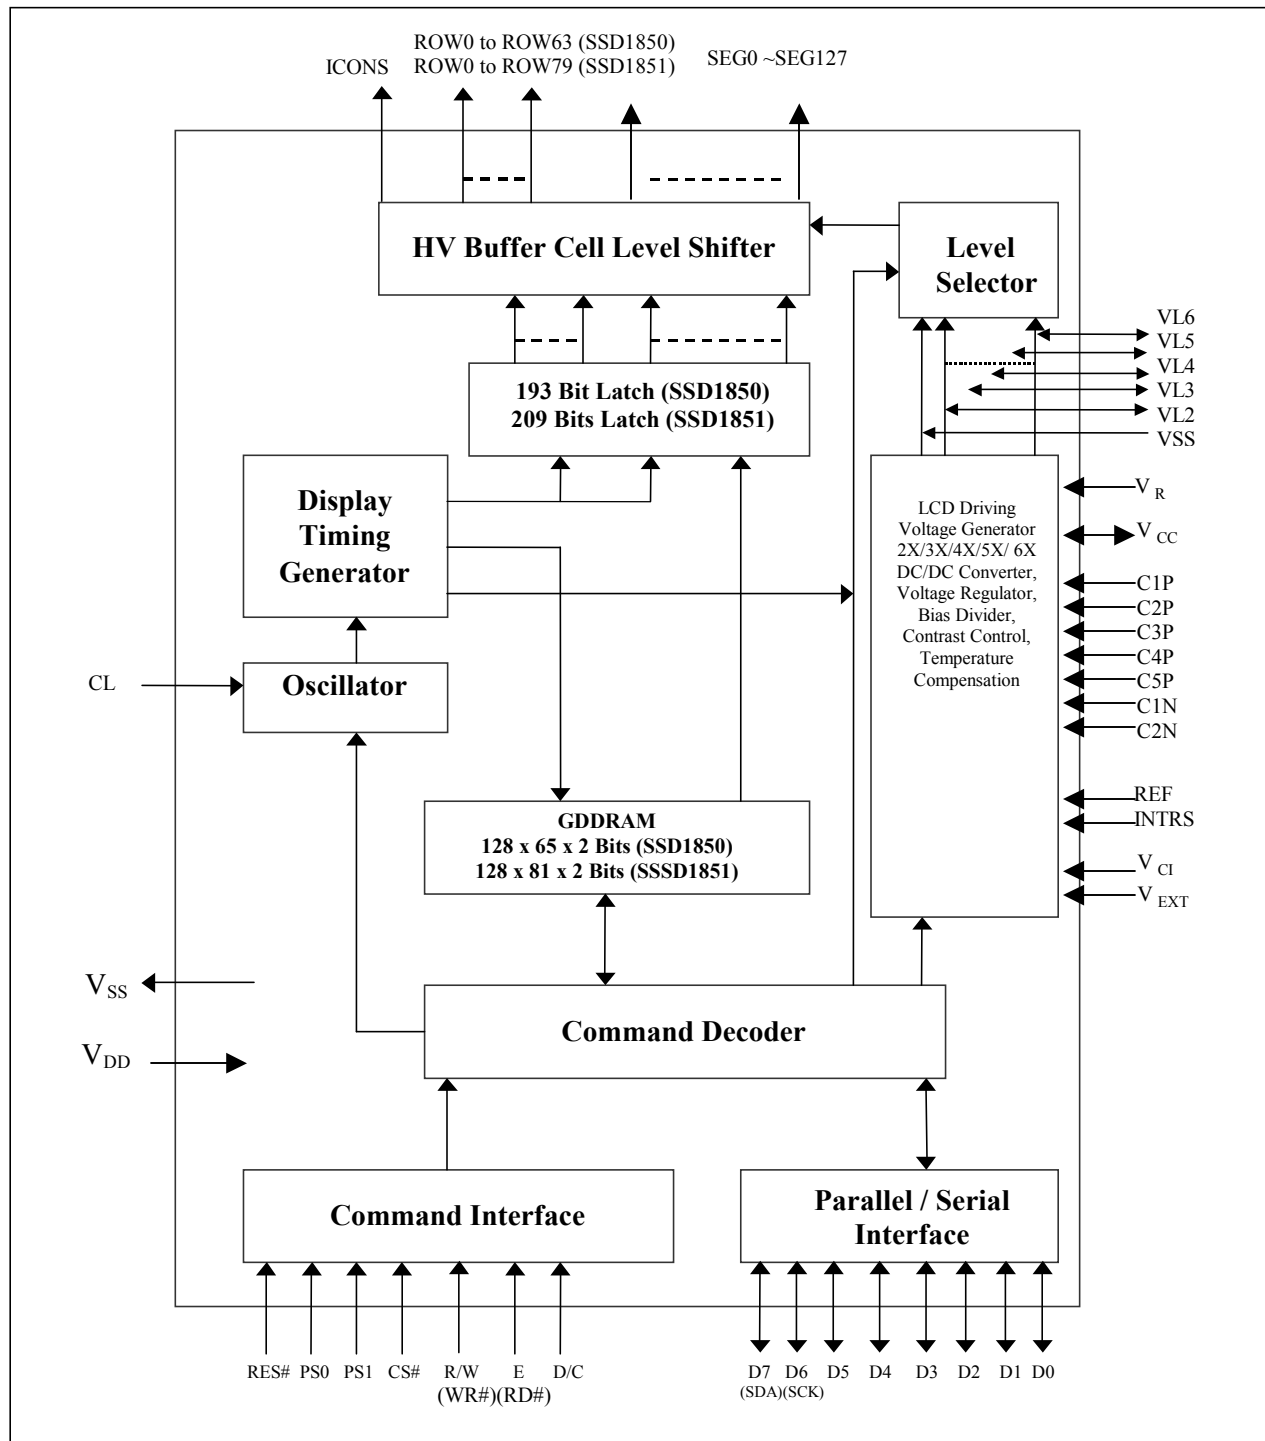 ICONS
ROW0 to ROW63 (SSD1850)
ROW0 to ROW79 (SSD1851)
SEG0 ~SEG127
HV Buffer Cell Level Shifter
Level
Selector
VL6
VL5
VL4
VL3
VL2
VSS
193 Bit Latch (SSD1850)
209 Bits Latch (SSD1851)
Display
Timing
Generator
LCD Driving
Voltage Generator
2X/3X/4X/5X/ 6X
DC/DC Converter,
Voltage Regulator,
Bias Divider,
Contrast Control,
Temperature
Compensation
V R
V CC
C1P
C2P
C3P
C4P
C5P
C1N
C2N
REF
INTRS
V CI
V EXT
CL
Oscillator
GDDRAM
128 x 65 x 2 Bits (SSD1850)
128 x 81 x 2 Bits (SSSD1851)
VSS
VDD
Command Decoder
Command Interface
Parallel / Serial
Interface
RES# PS0 PS1 CS# R/W E D/C
(WR#)(RD#)
D7 D6 D5 D4 D3 D2 D1 D0
(SDA)(SCK)